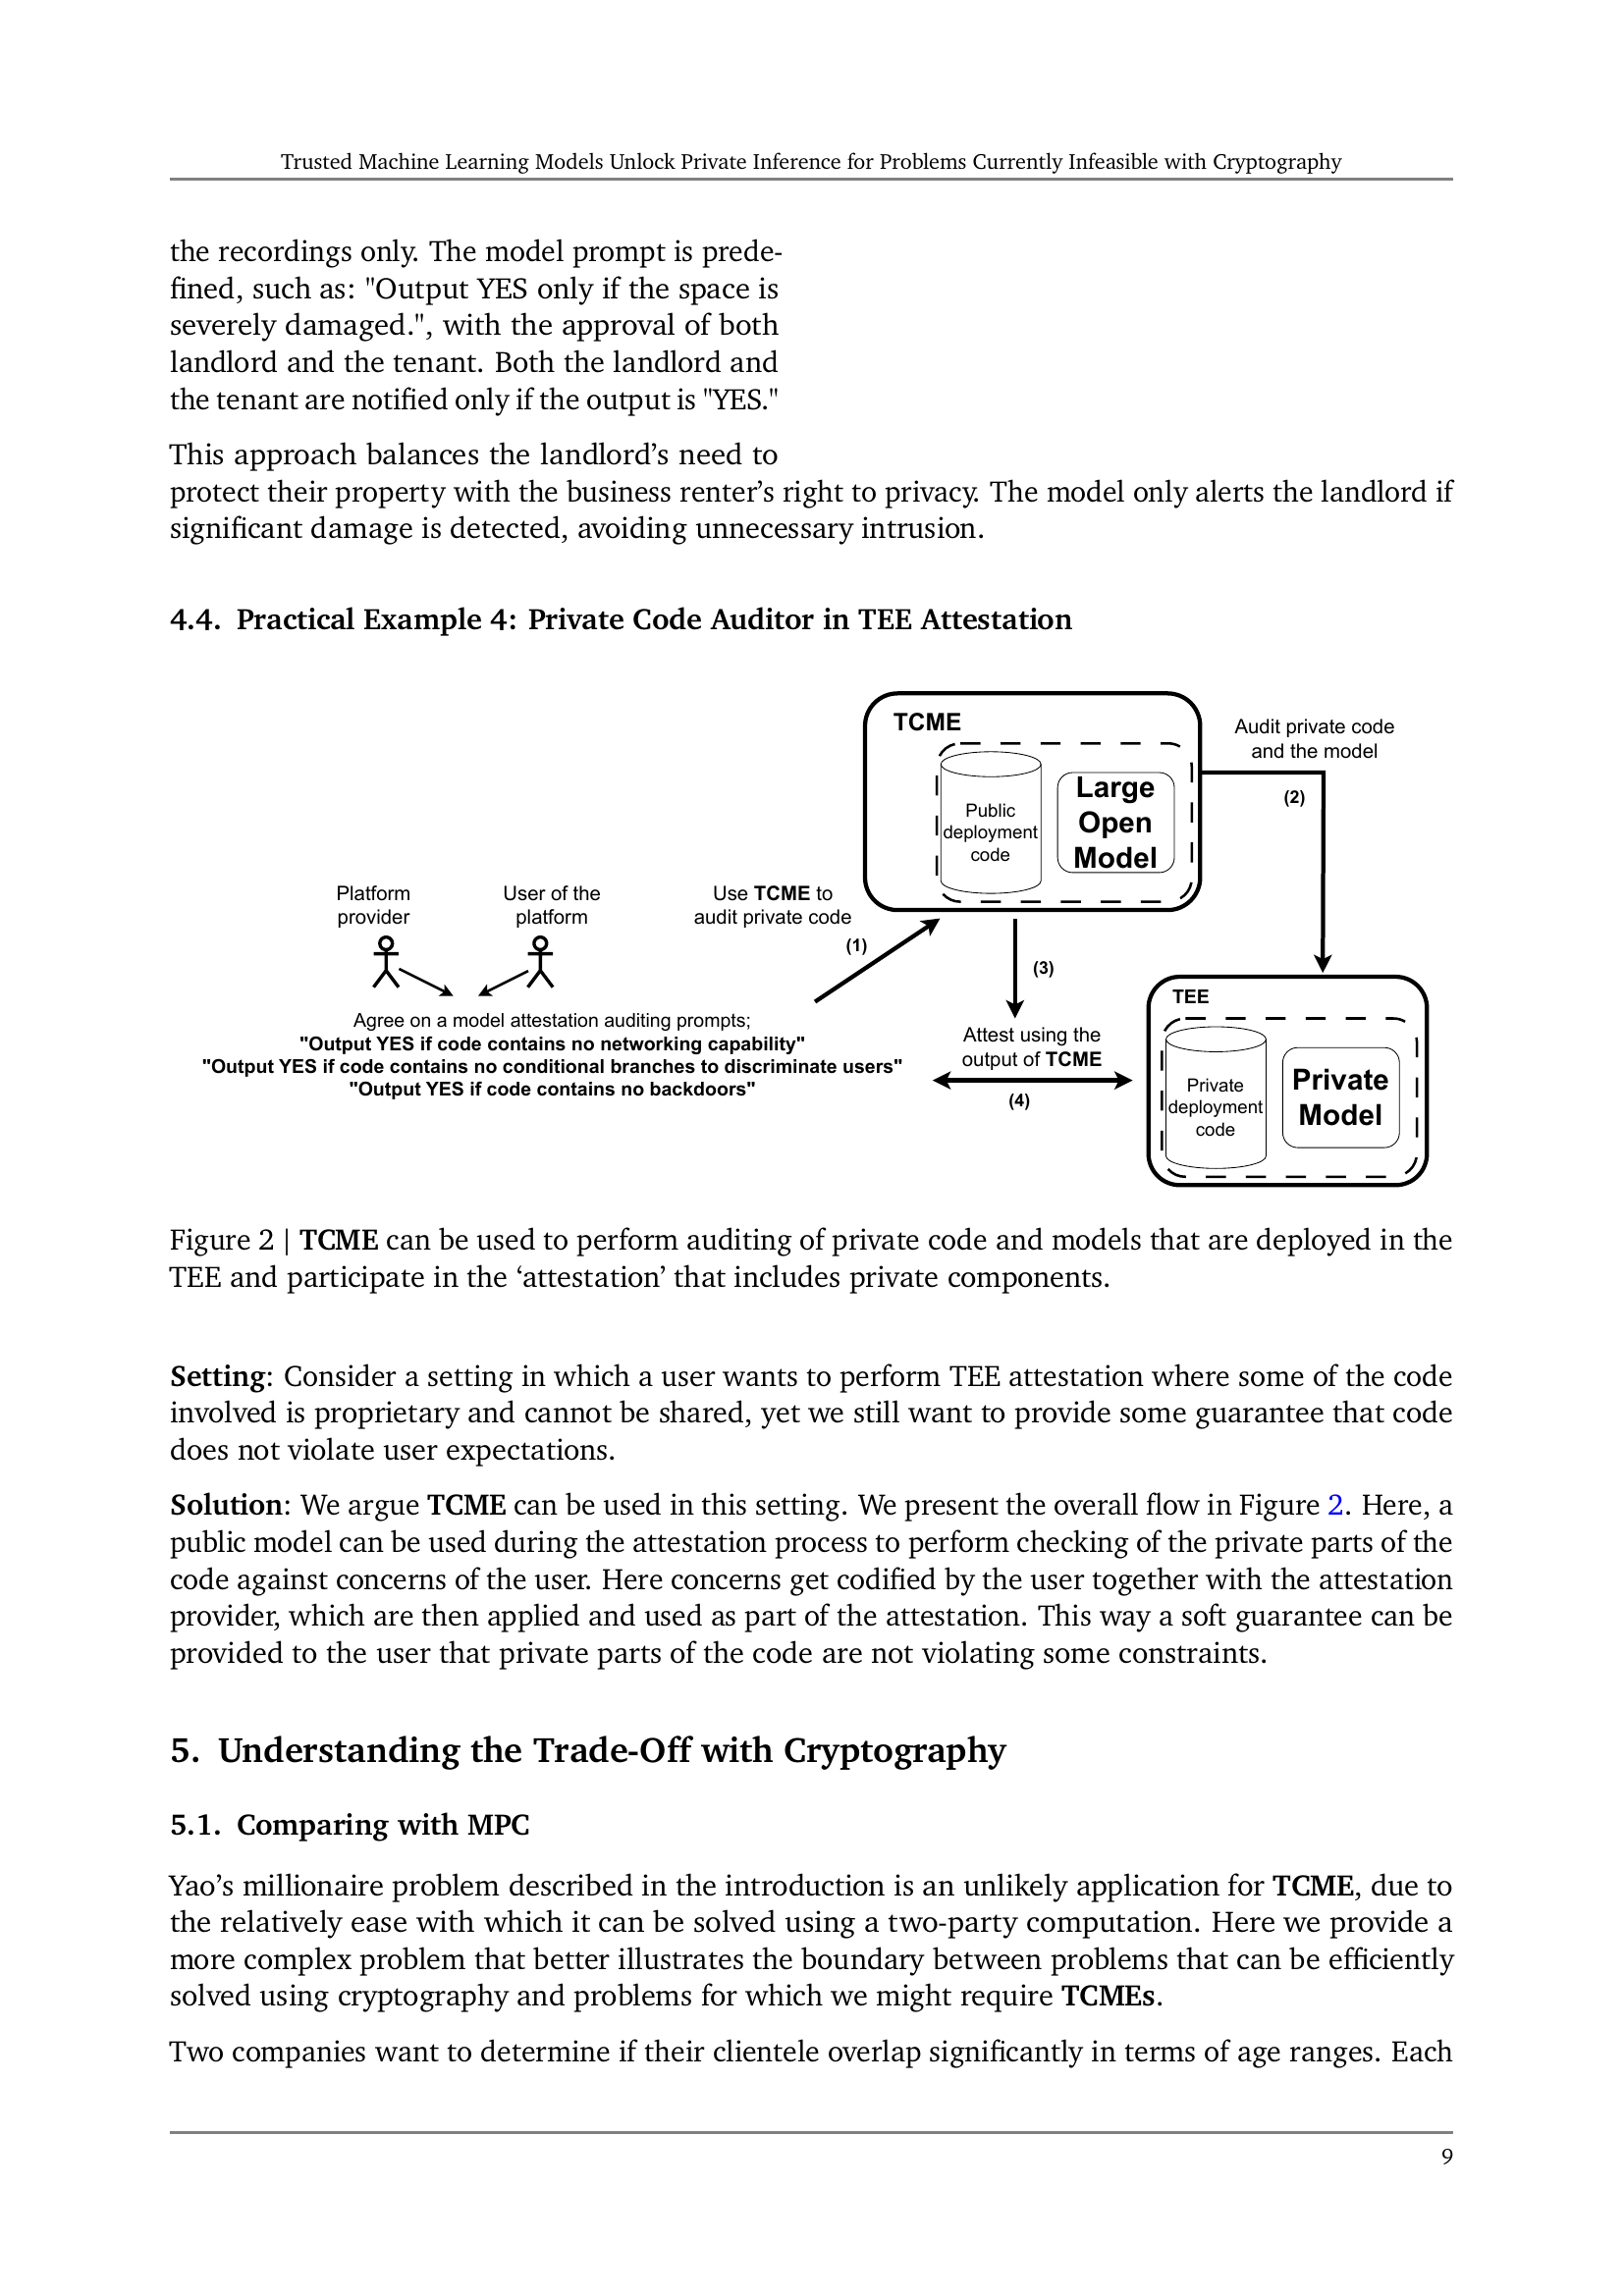 Trusted Machine Learning Models Unlock Private Inference for Problems Currently Infeasible with Cryptography
the recordings only. The model prompt is prede-
fined, such as: "Output YES only if the space is
severely damaged.", with the approval of both
landlord and the tenant. Both the landlord and
the tenant are notified only if the output is "YES."
This approach balances the landlord’s need to
protect their property with the business renter’s right to privacy. The model only alerts the landlord if
significant damage is detected, avoiding unnecessary intrusion.
4.4. Practical Example 4: Private Code Auditor in TEE Attestation
TCME
Public
deployment
code
Large
Open
Model
Audit private code
and the model
(2)
Platform
provider
User of the
platform
Use TCME to
audit private code
(1)
(3)
Agree on a model attestation auditing prompts;
"Output YES if code contains no networking capability"
"Output YES if code contains no conditional branches to discriminate users"
"Output YES if code contains no backdoors"
Attest using the
output of TCME
(4)
TEE
Private
deployment
code
Private
Model
Figure 2 | TCME can be used to perform auditing of private code and models that are deployed in the
TEE and participate in the ‘attestation’ that includes private components.
Setting: Consider a setting in which a user wants to perform TEE attestation where some of the code
involved is proprietary and cannot be shared, yet we still want to provide some guarantee that code
does not violate user expectations.
Solution: We argue TCME can be used in this setting. We present the overall flow in Figure 2. Here, a
public model can be used during the attestation process to perform checking of the private parts of the
code against concerns of the user. Here concerns get codified by the user together with the attestation
provider, which are then applied and used as part of the attestation. This way a soft guarantee can be
provided to the user that private parts of the code are not violating some constraints.
5. Understanding the Trade-Off with Cryptography
5.1. Comparing with MPC
Yao’s millionaire problem described in the introduction is an unlikely application for TCME, due to
the relatively ease with which it can be solved using a two-party computation. Here we provide a
more complex problem that better illustrates the boundary between problems that can be efficiently
solved using cryptography and problems for which we might require TCMEs.
Two companies want to determine if their clientele overlap significantly in terms of age ranges. Each
9